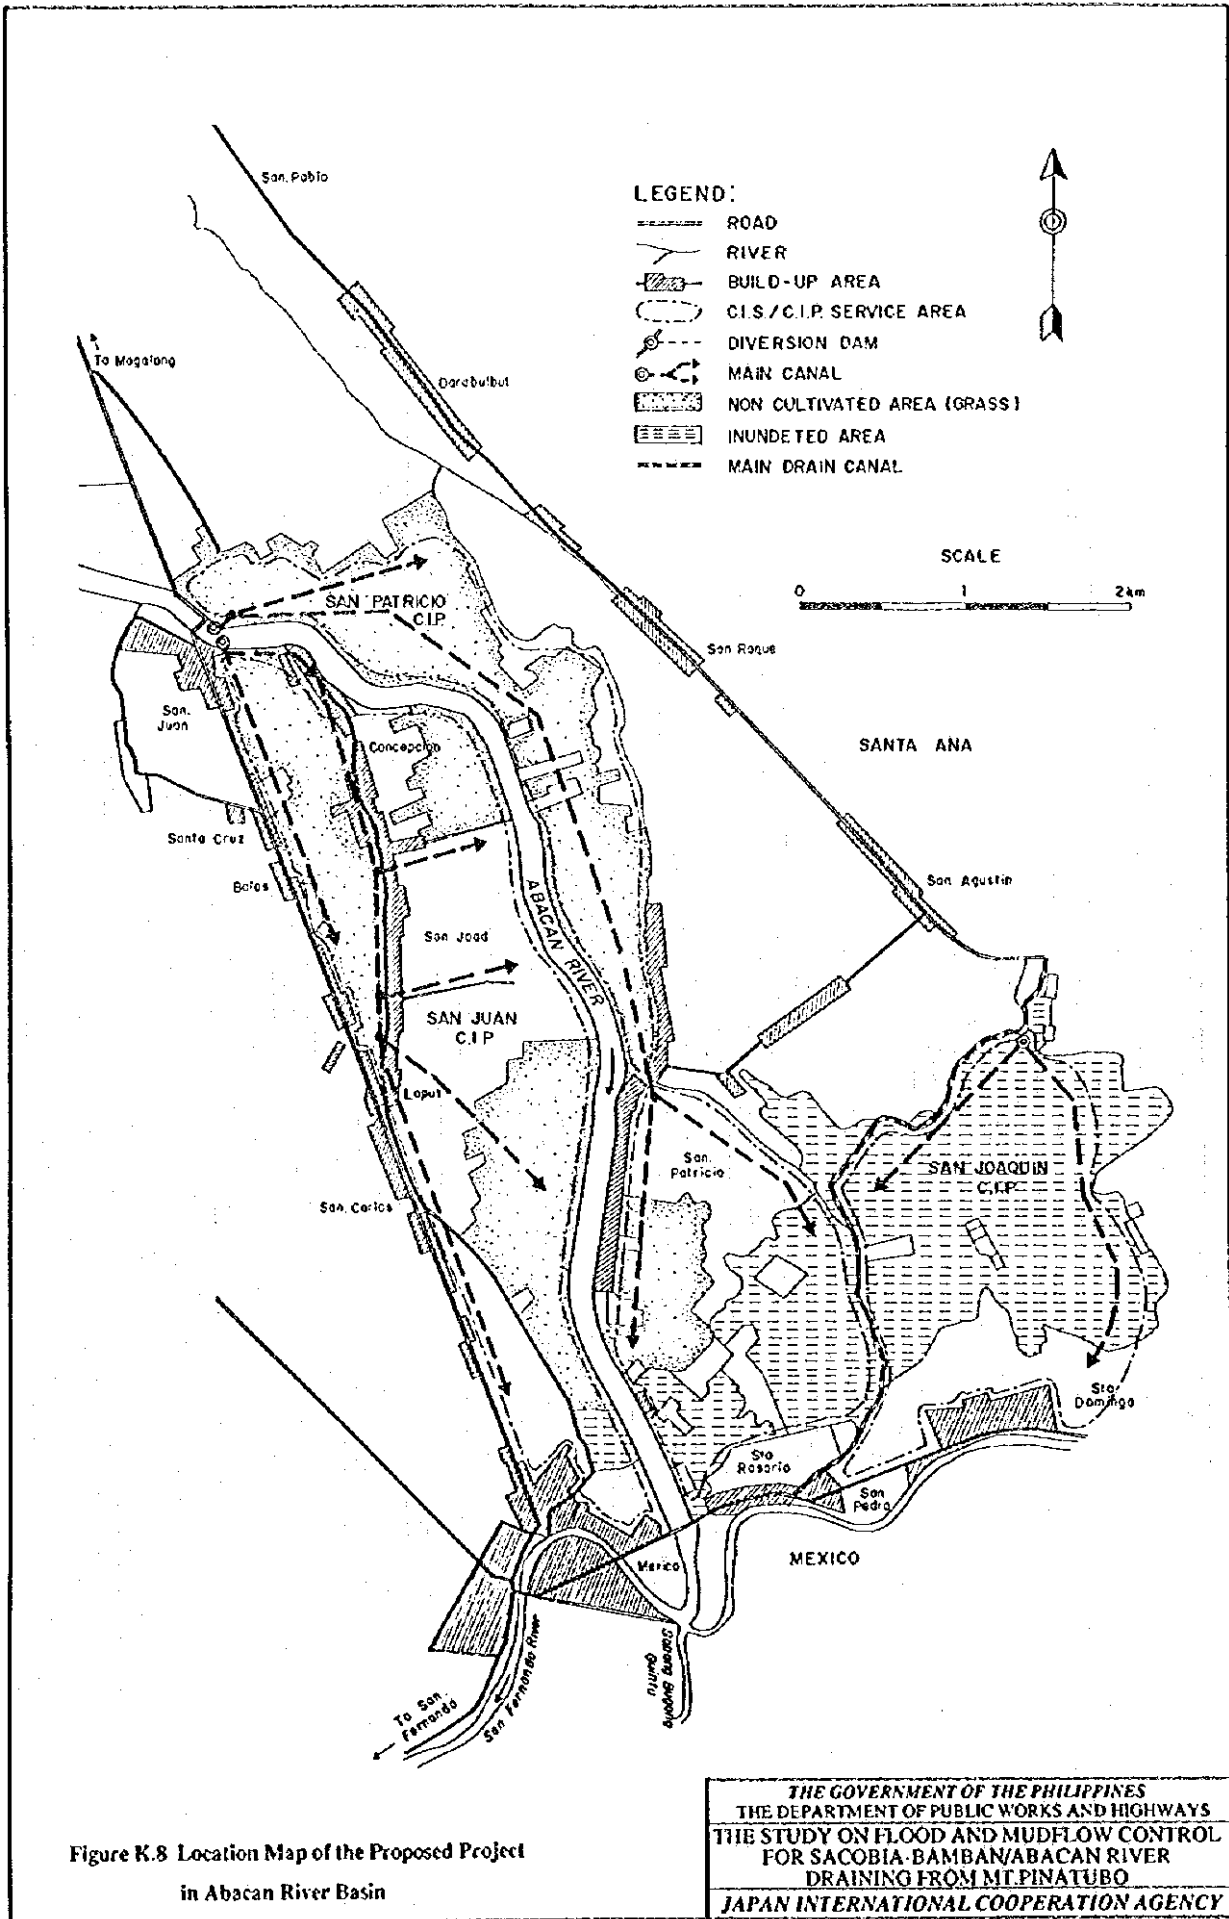 San. Pablo
LEGEND:
ROAD
RIVER
BUILD-UP AREA
C.I.S./C.I.P. SERVICE AREA
DIVERSION DAM
MAIN CANAL
NON CULTIVATED AREA (GRASS)
INUNDETED AREA
MAIN DRAIN CANAL
To Magalang
Darabulbut
SCALE
0 1 2km
SAN PATRICIO
C.I.P.
San Roque
San.
Juan
Concepcion
SANTA ANA
Santa Cruz
Balas
San Agustin
ABACAN RIVER
San Joad
SAN JUAN
C.I.P
Laput
San.
Patricio
SAN JOAQUIN
C.I.P.
San. Carlos
Sto.
Domingo
Sto
Rosario
San
Pedro
Mexico
MEXICO
Sapang
To San.
Fernando
San Fernando River
Figure K.8 Location Map of the Proposed Project
in Abacan River Basin
THE GOVERNMENT OF THE PHILIPPINES
THE DEPARTMENT OF PUBLIC WORKS AND HIGHWAYS
THE STUDY ON FLOOD AND MUDFLOW CONTROL
FOR SACOBIA-BAMBAN/ABACAN RIVER
DRAINING FROM MT.PINATUBO
JAPAN INTERNATIONAL COOPERATION AGENCY